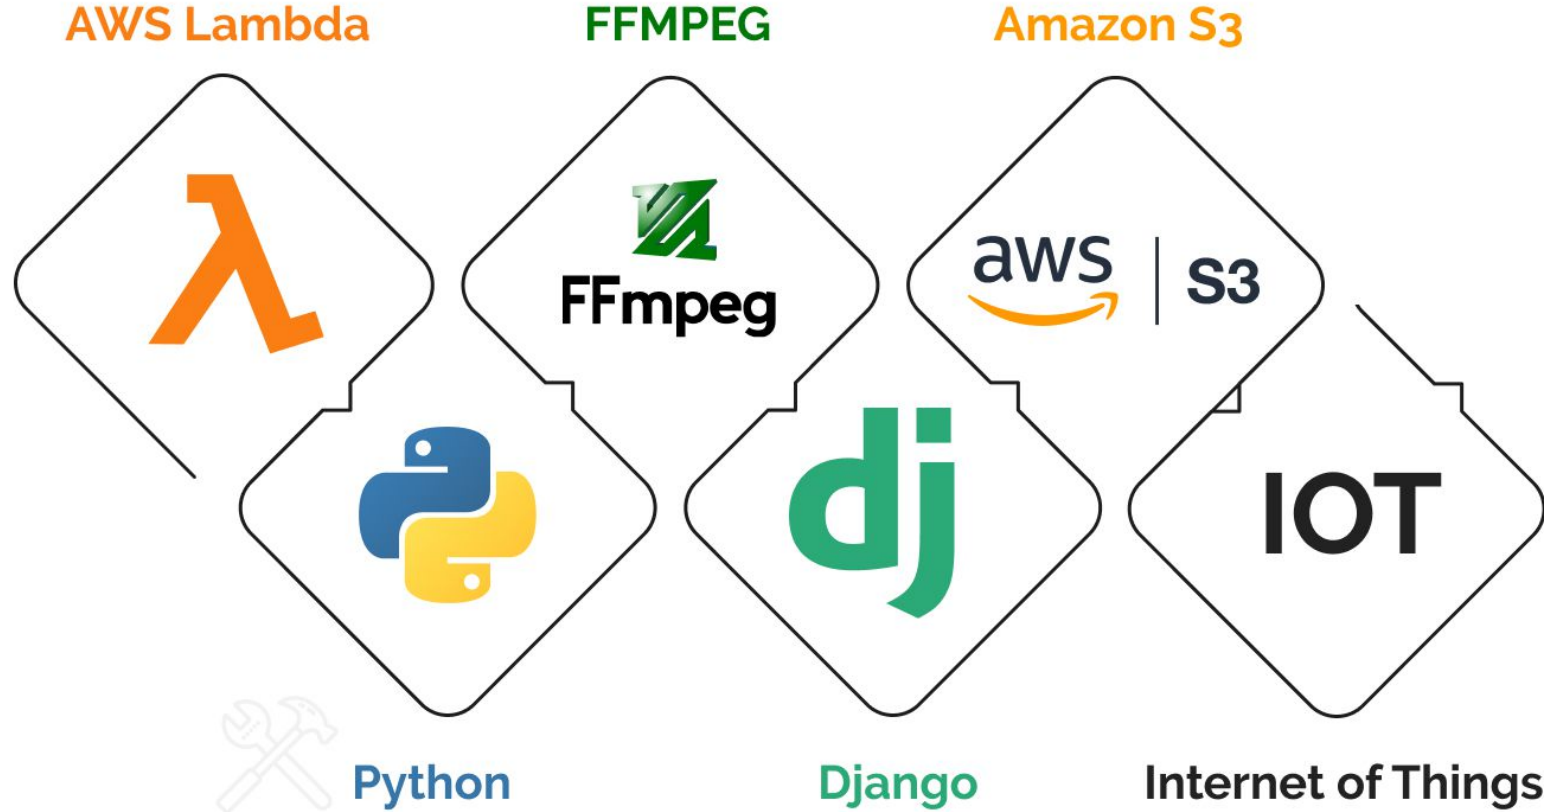 AWS Lambda
FFMPEG
Amazon S3
FFmpeg
aws | S3
dj
IOT
Python
Django
Internet of Things